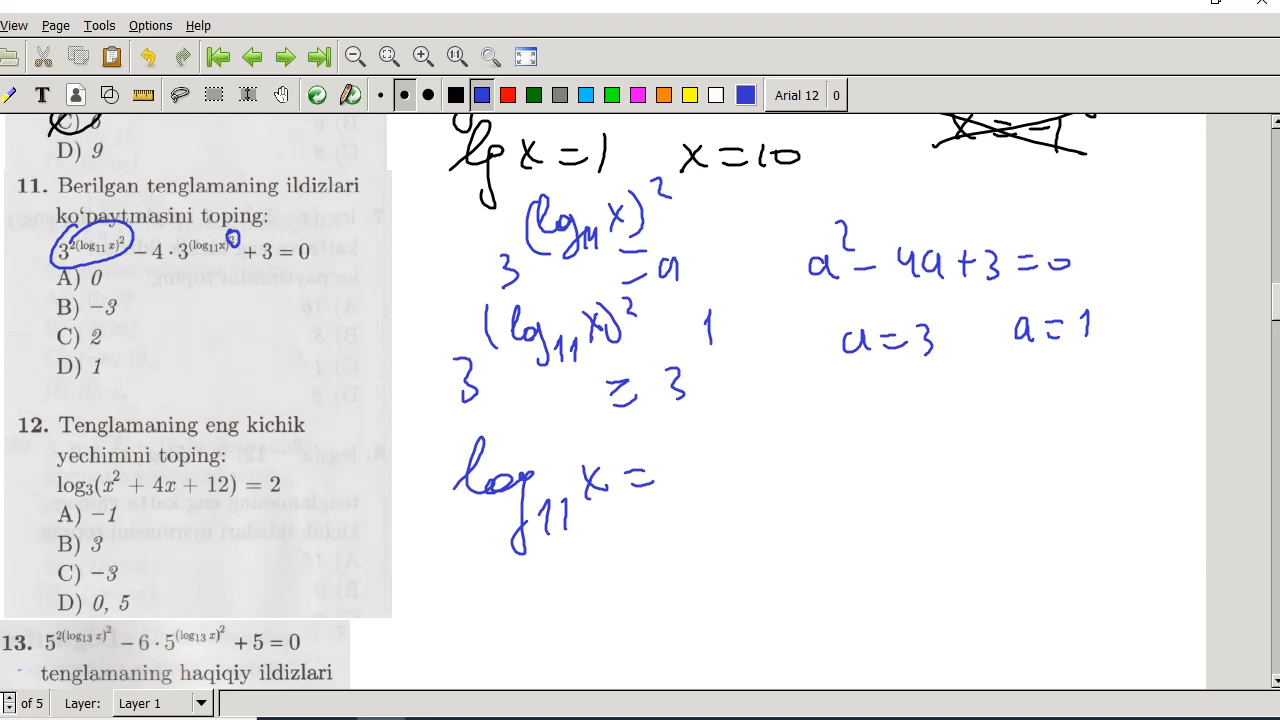 View Page Tools Options Help
Arial 12 0
D) 9
11. Berilgan tenglamaning ildizlari
ko‘paytmasini toping:
3^{2(log₁₁ x)²} − 4 · 3^{(log₁₁x)²} + 3 = 0
A) 0
B) −3
C) 2
D) 1
12. Tenglamaning eng kichik
yechimini toping:
log₃(x² + 4x + 12) = 2
A) −1
B) 3
C) −3
D) 0, 5
13. 5^{2(log₁₃ x)²} − 6 · 5^{(log₁₃ x)²} + 5 = 0
tenglamaning haqiqiy ildizlari
lg x = 1 x = 10
3^{(log₁₁ x)²} = a
a² − 4a + 3 = 0
3^{(log₁₁ x)²} = 3^1
a = 3 a = 1
log₁₁ x =
of 5 Layer: Layer 1